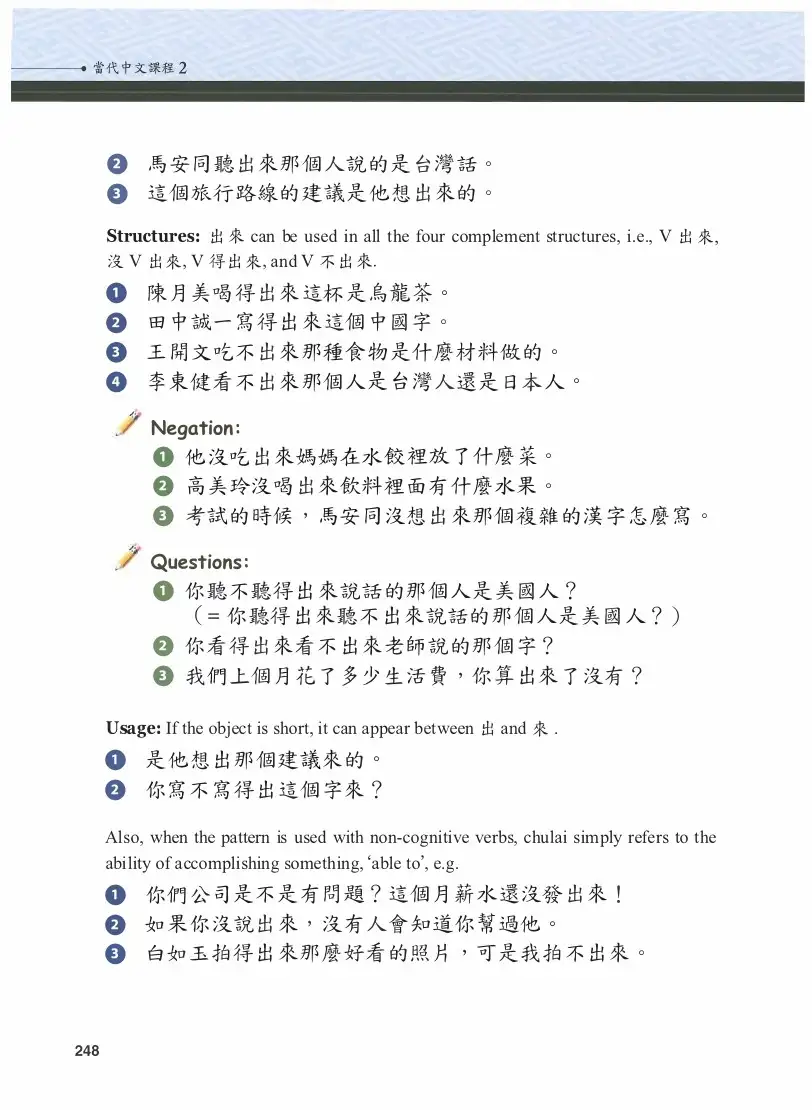 當代中文課程 2
2 馬安同聽出來那個人說的是台灣話。
3 這個旅行路線的建議是他想出來的。
Structures: 出來 can be used in all the four complement structures, i.e., V 出來,
沒 V 出來, V 得出來, and V 不出來.
1 陳月美喝得出來這杯是烏龍茶。
2 田中誠一寫得出來這個中國字。
3 王開文吃不出來那種食物是什麼材料做的。
4 李東健看不出來那個人是台灣人還是日本人。
Negation:
1 他沒吃出來媽媽在水餃裡放了什麼菜。
2 高美玲沒喝出來飲料裡面有什麼水果。
3 考試的時候，馬安同沒想出來那個複雜的漢字怎麼寫。
Questions:
1 你聽不聽得出來說話的那個人是美國人？
（= 你聽得出來聽不出來說話的那個人是美國人？）
2 你看得出來看不出來老師說的那個字？
3 我們上個月花了多少生活費，你算出來了沒有？
Usage: If the object is short, it can appear between 出 and 來 .
1 是他想出那個建議來的。
2 你寫不寫得出這個字來？
Also, when the pattern is used with non-cognitive verbs, chulai simply refers to the
ability of accomplishing something, ‘able to’, e.g.
1 你們公司是不是有問題？這個月薪水還沒發出來！
2 如果你沒說出來，沒有人會知道你幫過他。
3 白如玉拍得出來那麼好看的照片，可是我拍不出來。
248